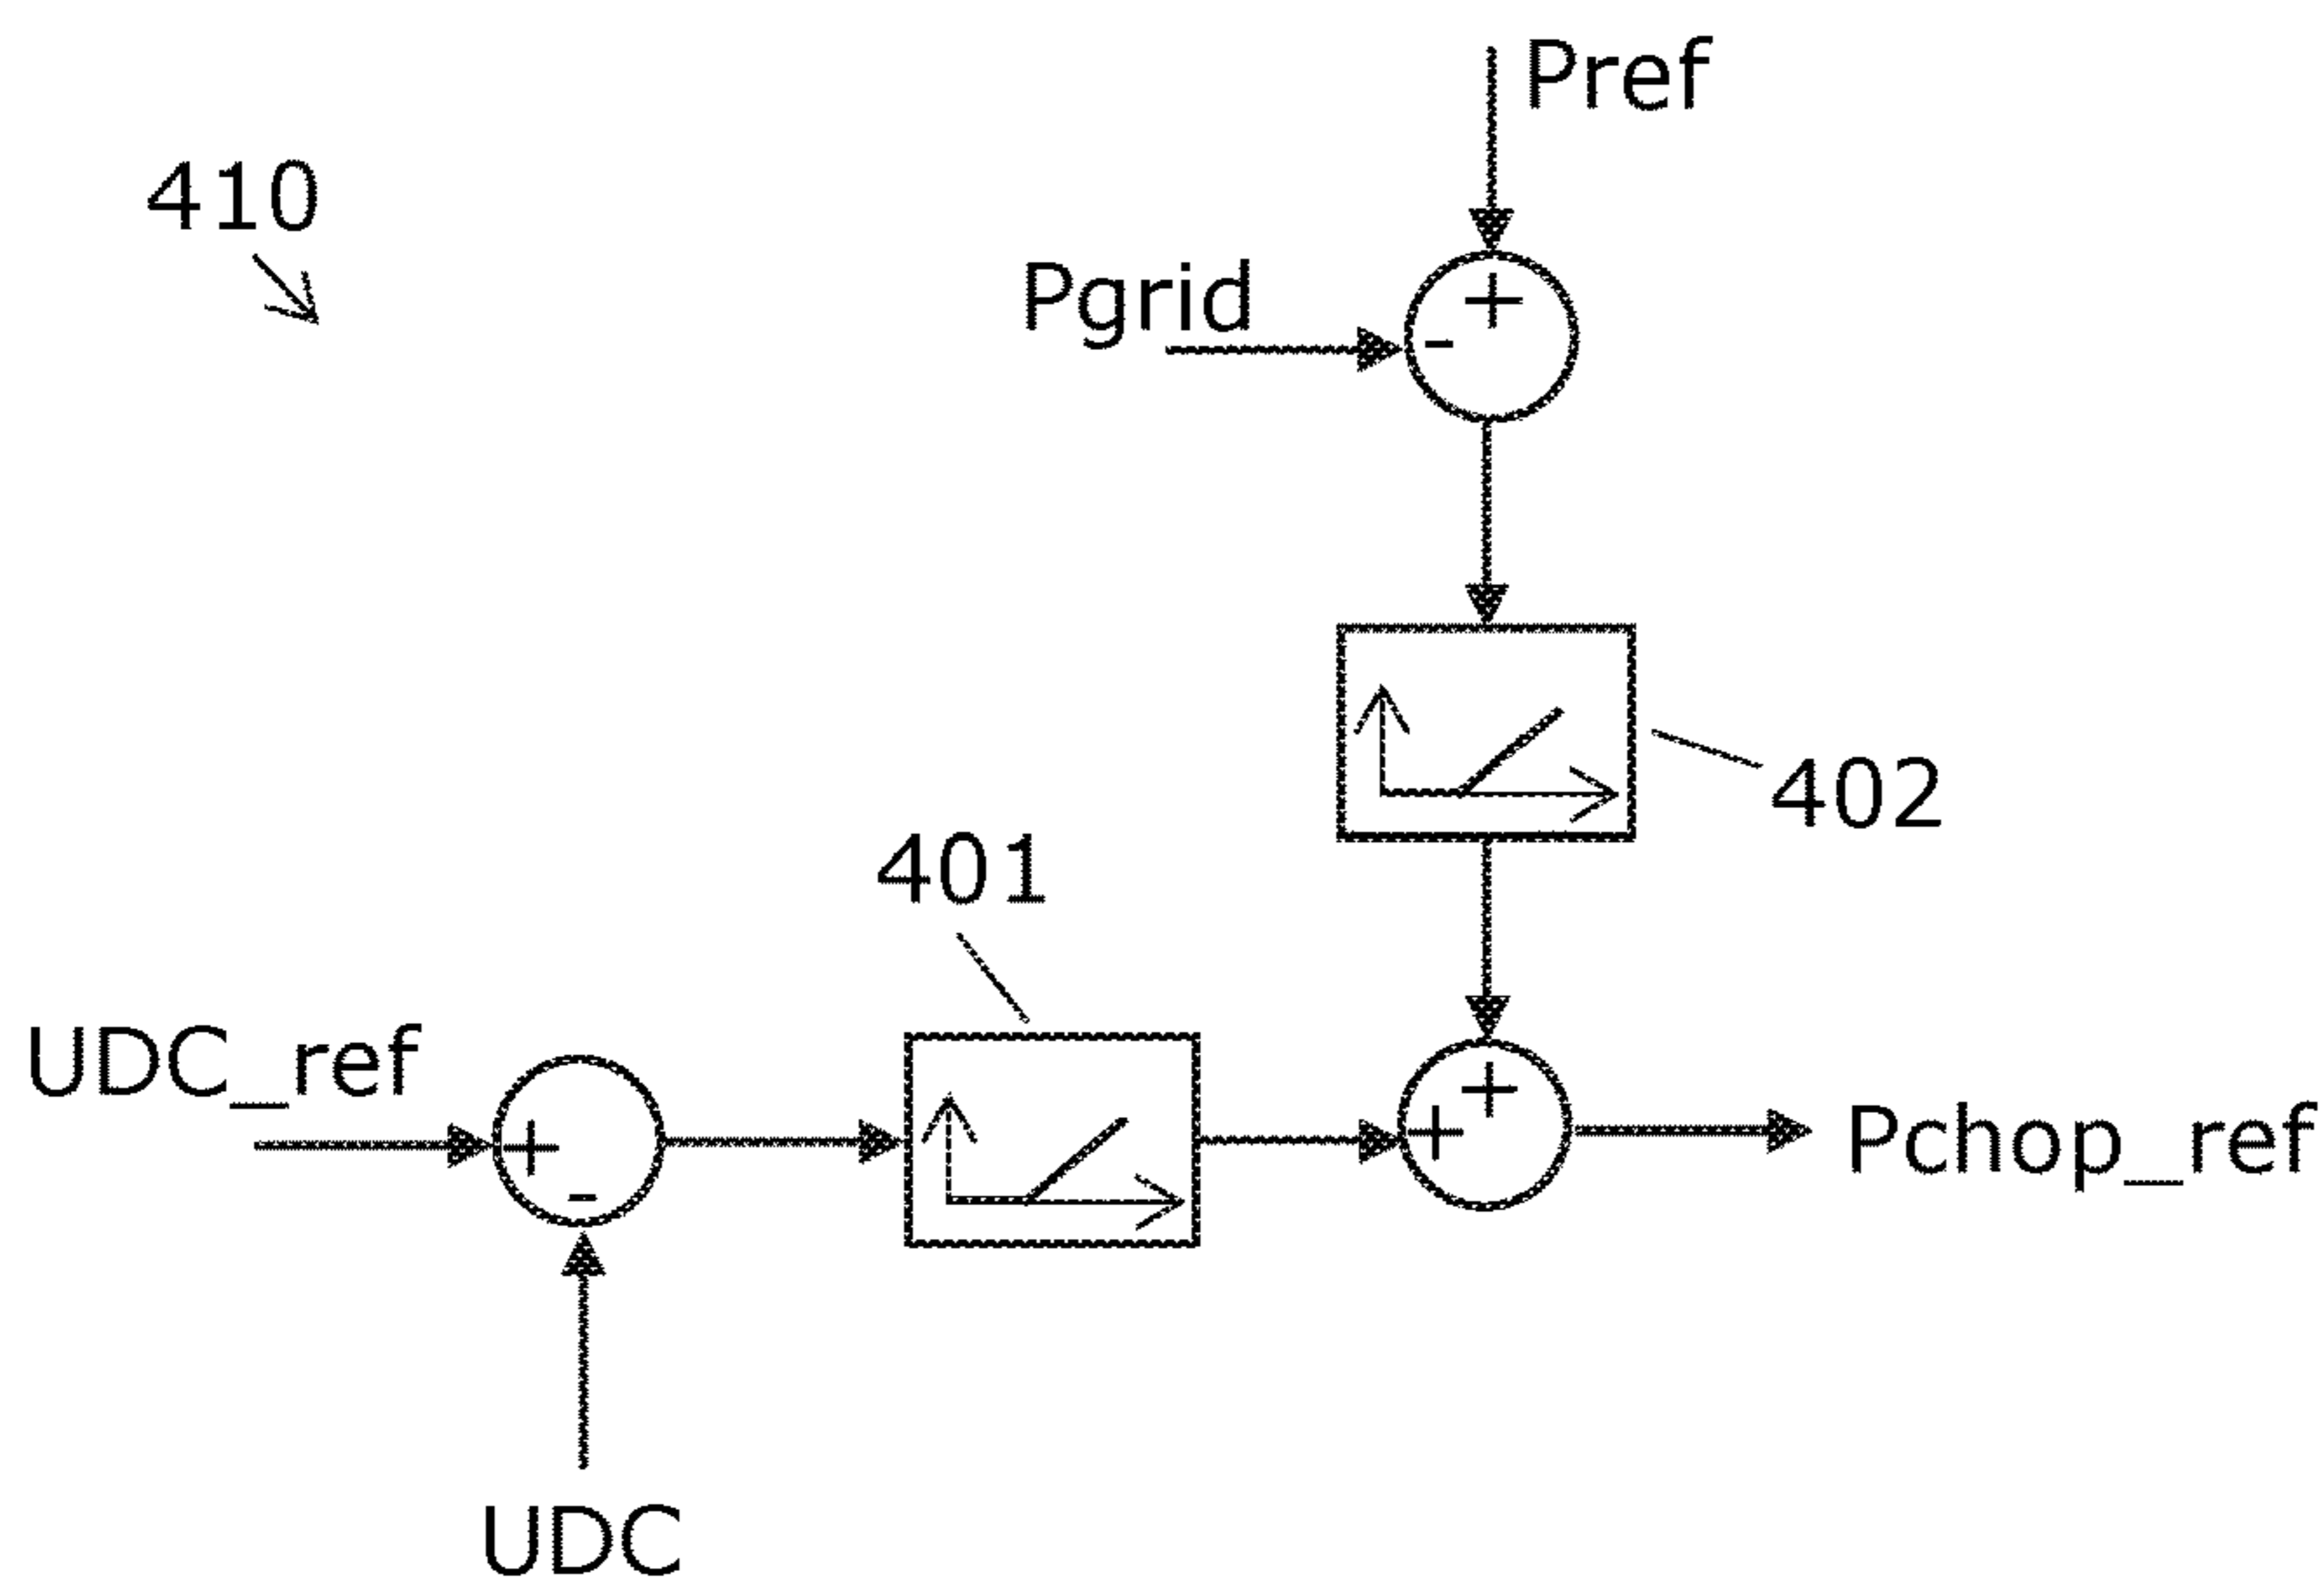 Pref
410
Pgrid
+
-
402
401
UDC_ref
+
-
+
+
Pchop_ref
UDC